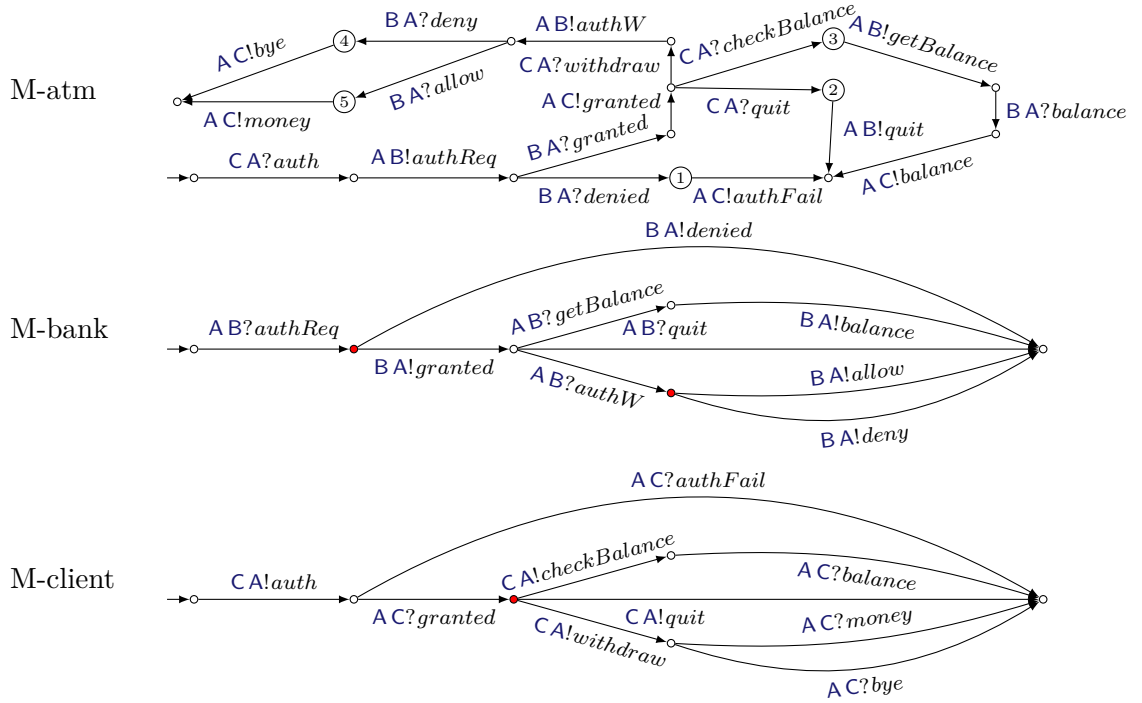 M-atm
C A?auth
A B!authReq
B A?granted
B A?denied
1
A C!authFail
A C!granted
C A?withdraw
A B!authW
B A?deny
4
A C!bye
B A?allow
5
A C!money
C A?checkBalance
3
A B!getBalance
B A?balance
A C!balance
C A?quit
2
A B!quit
M-bank
B A!denied
A B?authReq
B A!granted
A B?getBalance
A B?quit
A B?authW
B A!balance
B A!allow
B A!deny
M-client
A C?authFail
C A!auth
A C?granted
C A!checkBalance
C A!quit
C A!withdraw
A C?balance
A C?money
A C?bye